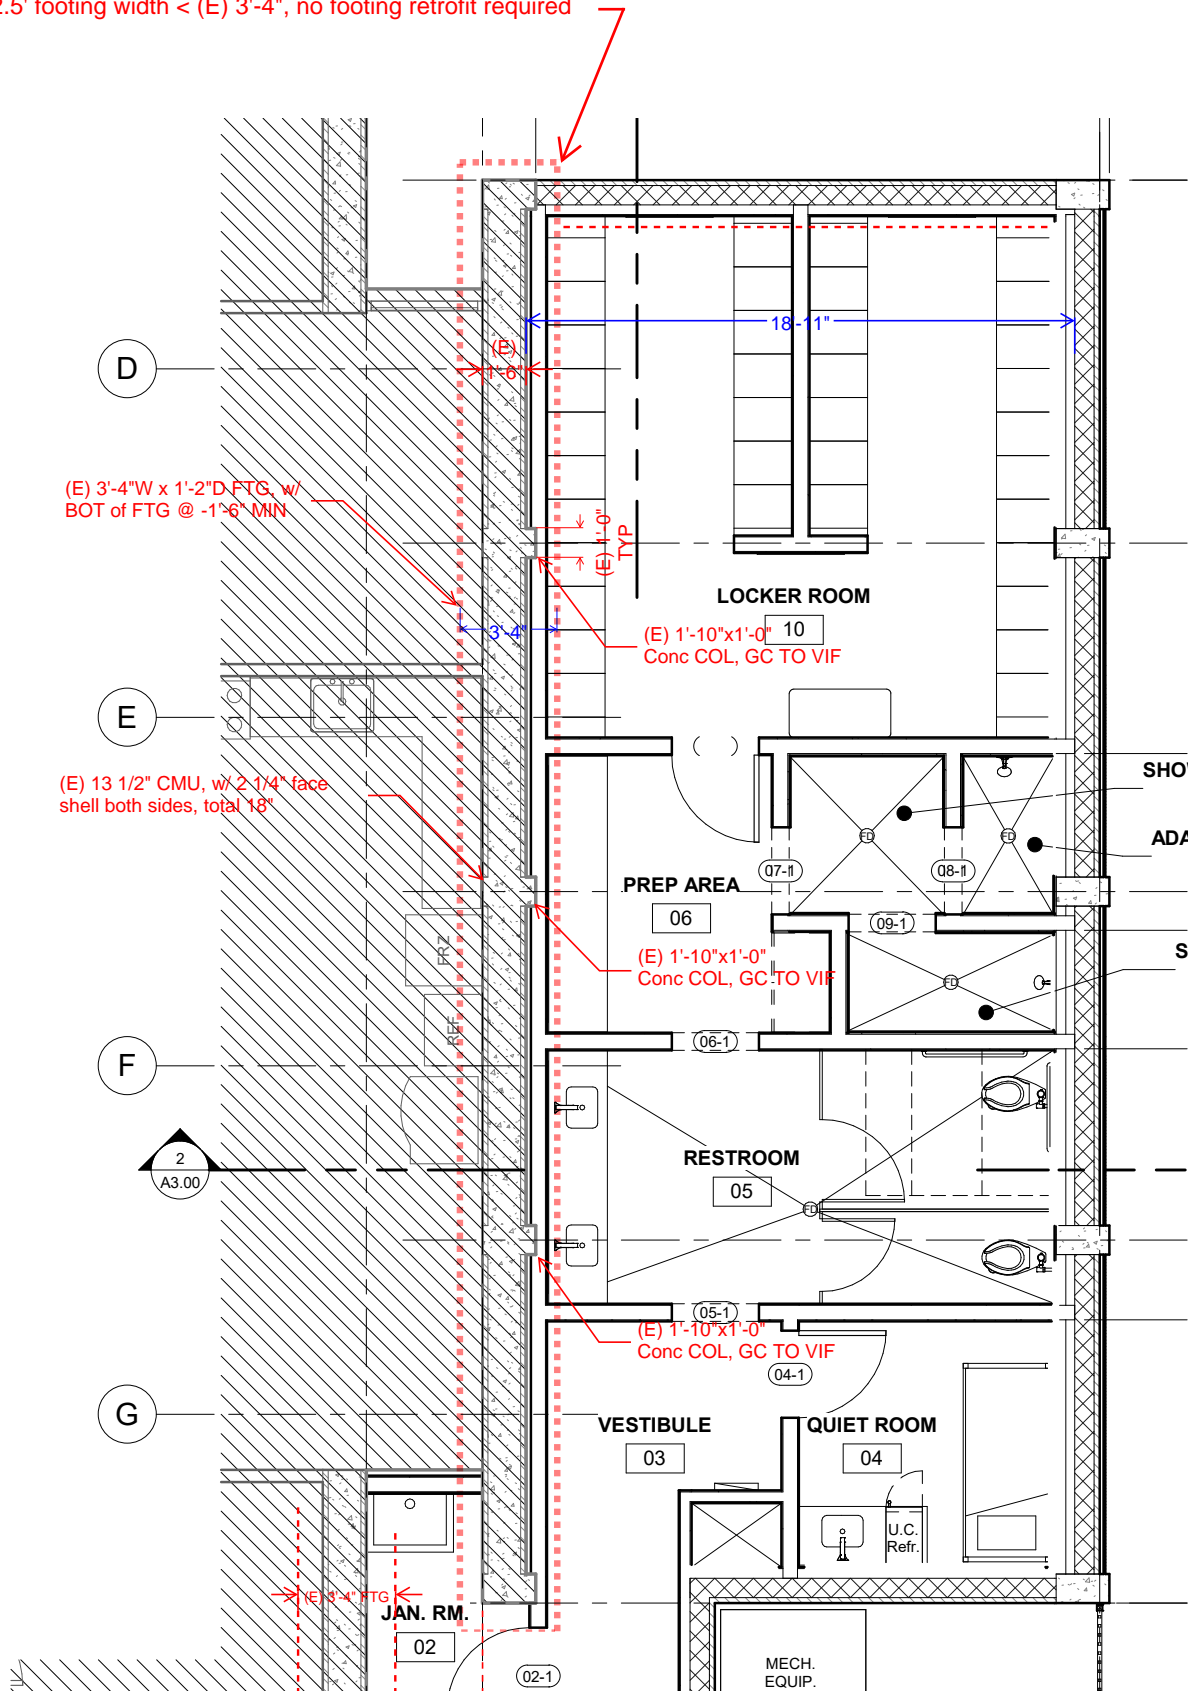 2.5' footing width < (E) 3'-4", no footing retrofit required
18'-11"
(E)
1'-6"
D
(E) 3'-4"W x 1'-2"D FTG, w/
BOT of FTG @ -1'-6" MIN
(E) 1'-0"
TYP
LOCKER ROOM
10
3'-4"
(E) 1'-10"x1'-0"
Conc COL, GC TO VIF
E
(E) 13 1/2" CMU, w/ 2 1/4" face
shell both sides, total 18"
FD
FD
ADA
07-1
08-1
PREP AREA
06
09-1
FRZ
(E) 1'-10"x1'-0"
Conc COL, GC TO VIF
FD
REF
06-1
F
2
A3.00
RESTROOM
05
FD
05-1
(E) 1'-10"x1'-0"
Conc COL, GC TO VIF
04-1
G
VESTIBULE
03
QUIET ROOM
04
U.C.
Refr.
(E) 3'-4" FTG
JAN. RM.
02
02-1
MECH.
EQUIP.